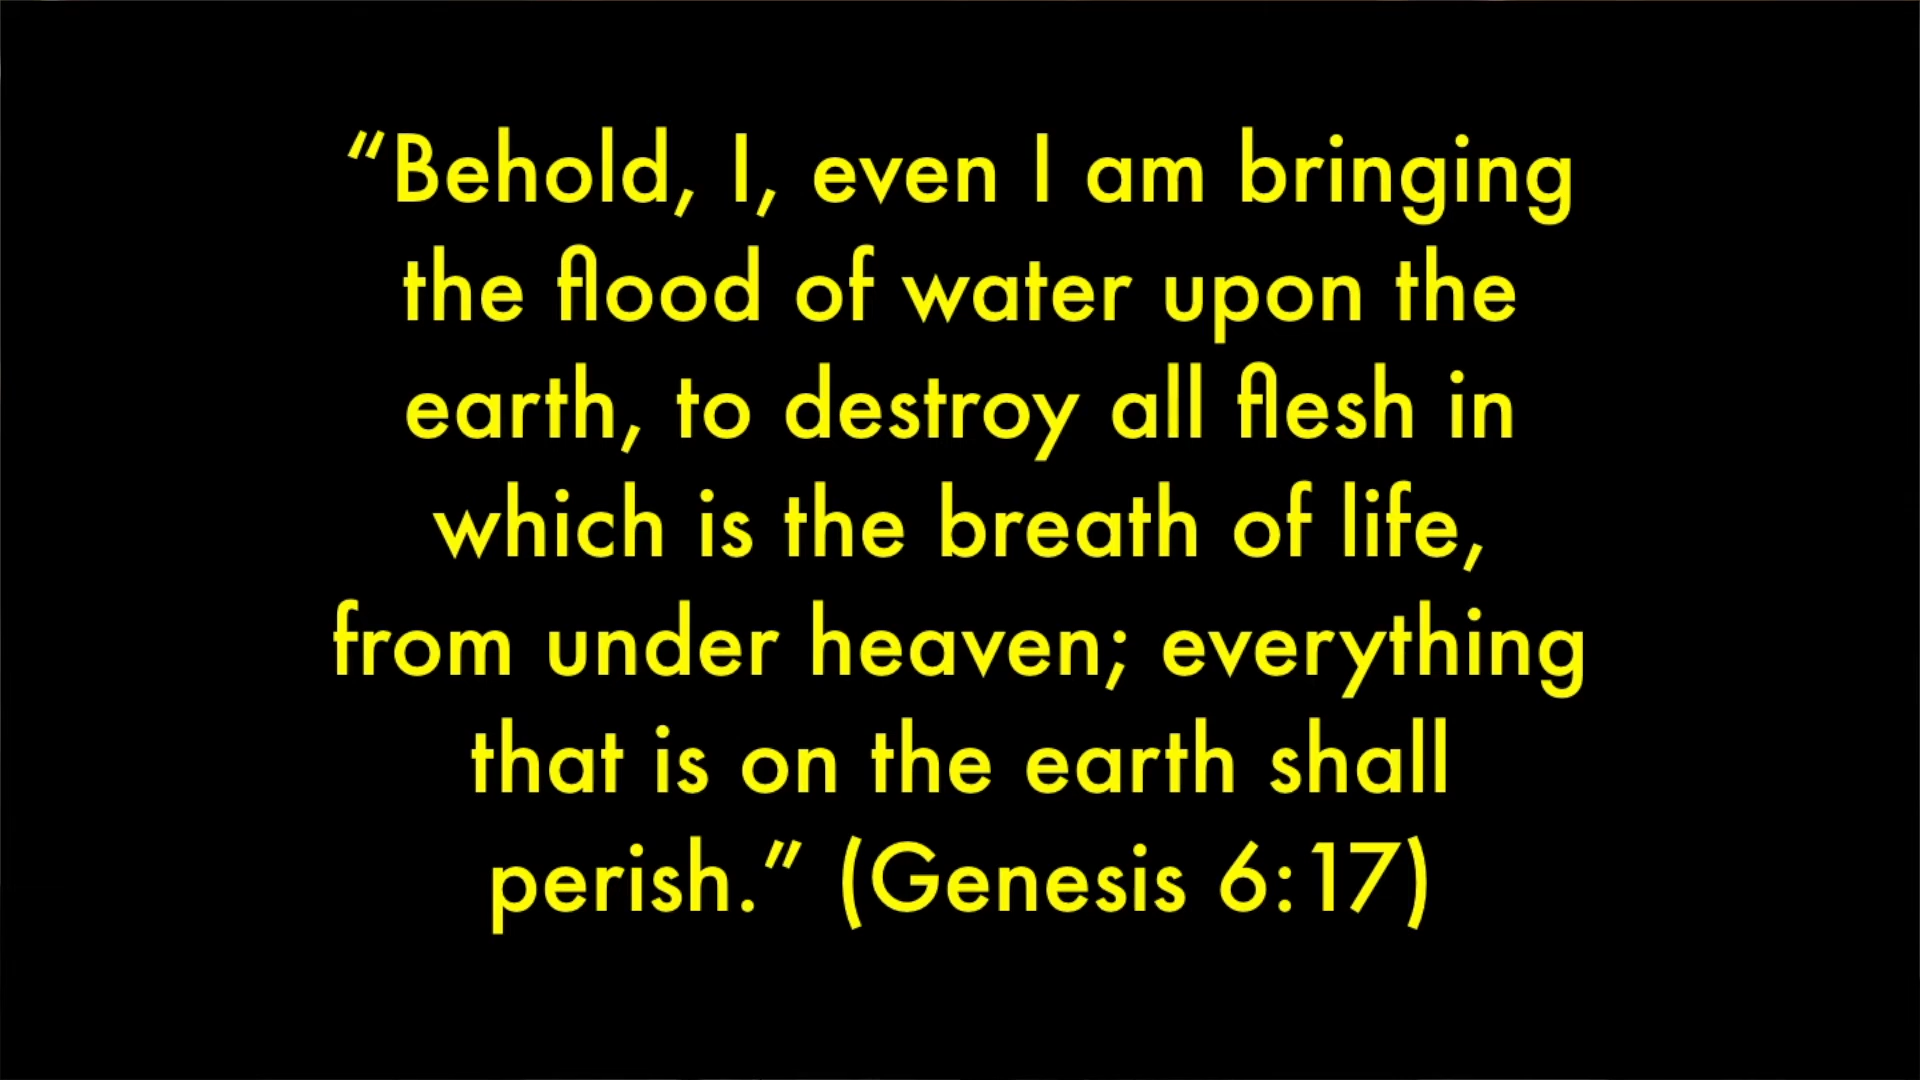 “Behold, I, even I am bringing
the flood of water upon the
earth, to destroy all flesh in
which is the breath of life,
from under heaven; everything
that is on the earth shall
perish.” (Genesis 6:17)